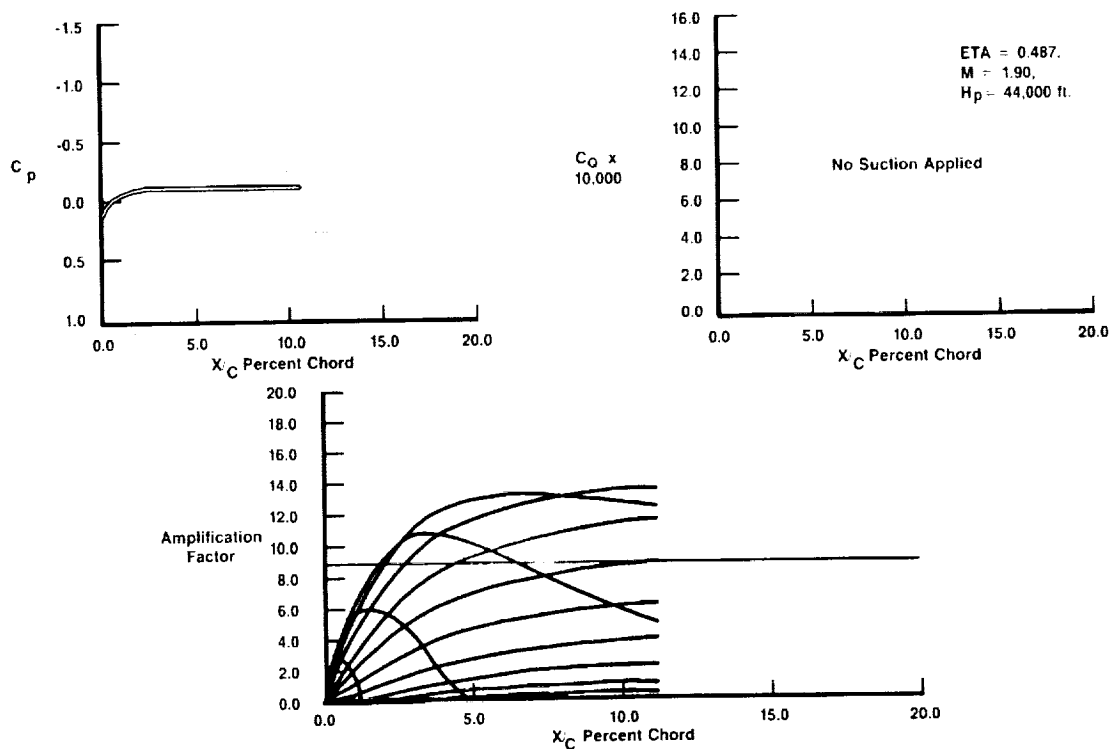 -1.5
-1.0
-0.5
0.0
0.5
1.0
C p
0.0 5.0 10.0 15.0 20.0
X/C Percent Chord
16.0
14.0
12.0
10.0
8.0
6.0
4.0
2.0
0.0
CQ x
10,000
ETA = 0.487.
M = 1.90,
Hp = 44,000 ft.
No Suction Applied
0.0 5.0 10.0 15.0 20.0
X/C Percent Chord
20.0
18.0
16.0
14.0
12.0
10.0
8.0
6.0
4.0
2.0
0.0
Amplification
Factor
0.0 5.0 10.0 15.0 20.0
X/C Percent Chord